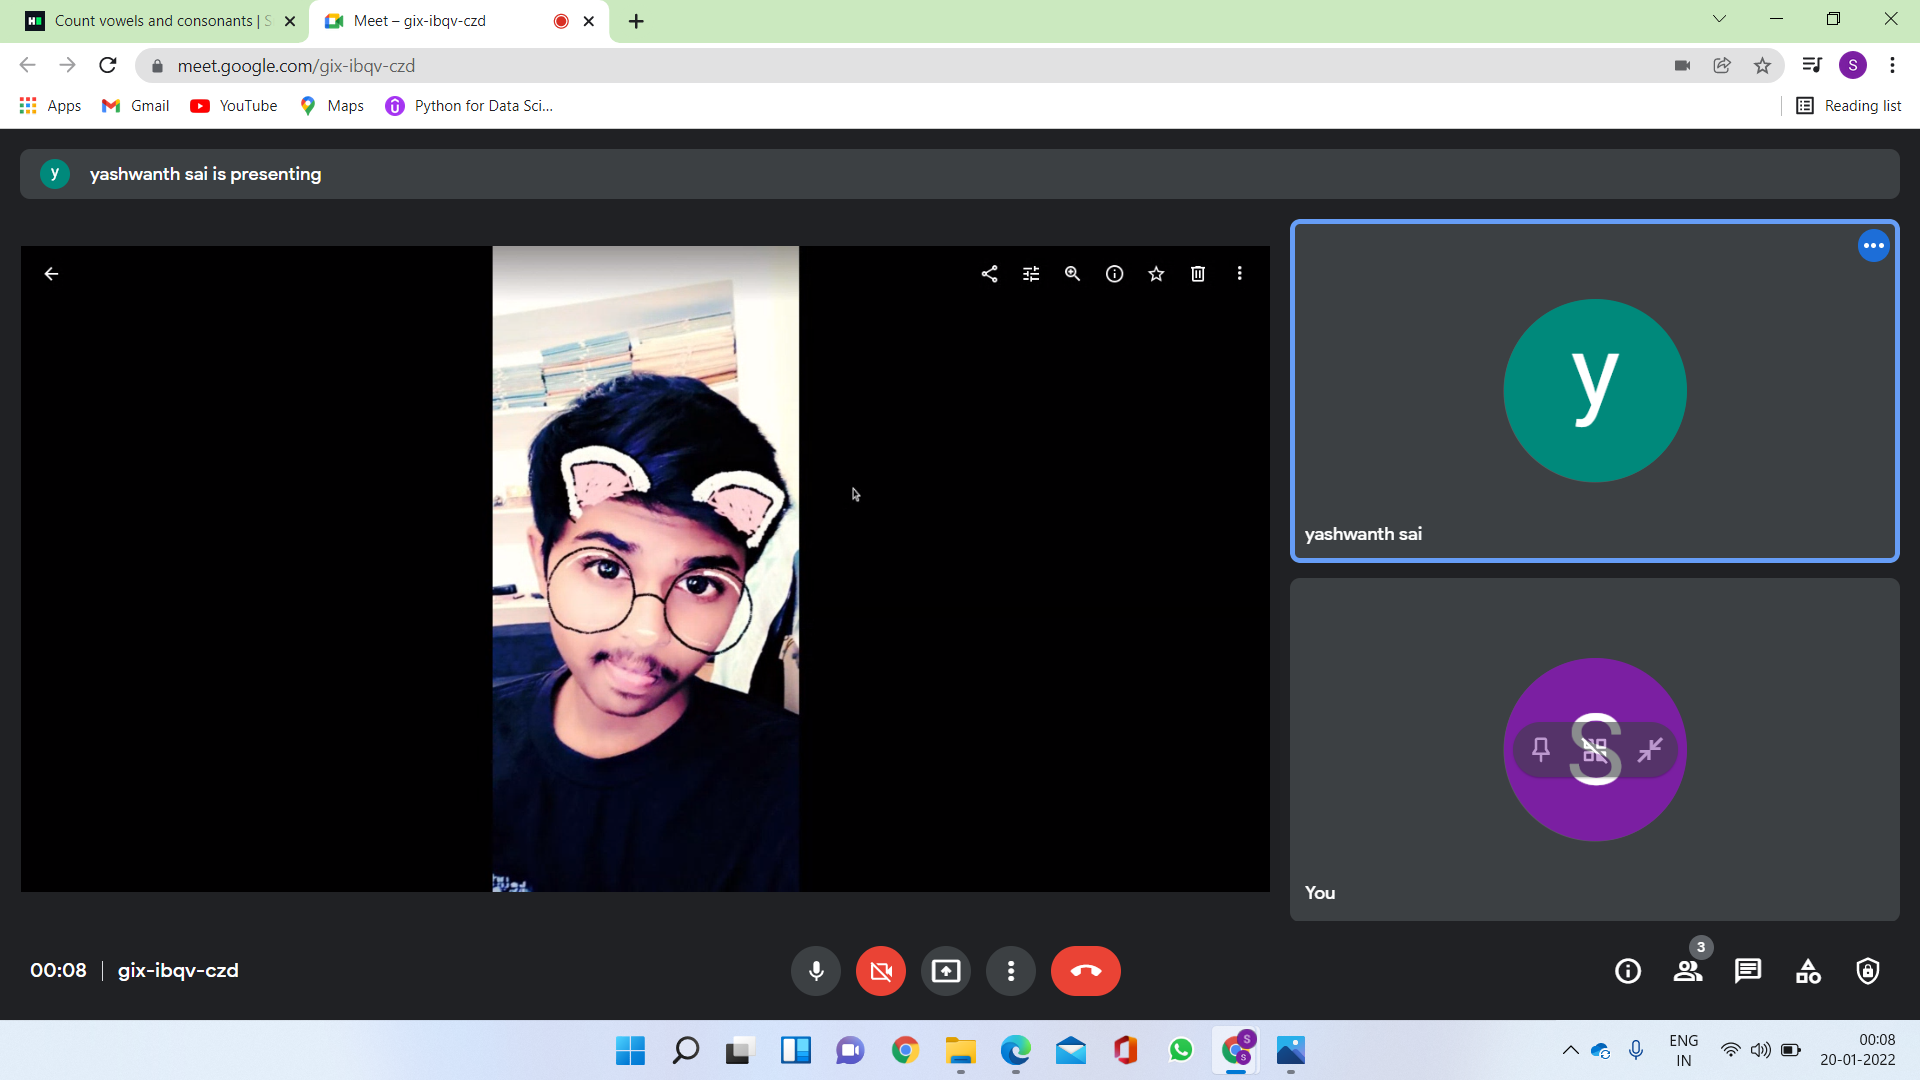 Count vowels and consonants | S
Meet – gix-ibqv-czd
meet.google.com/gix-ibqv-czd
S
Apps
Gmail
YouTube
Maps
Python for Data Sci...
Reading list
y
yashwanth sai is presenting
y
yashwanth sai
S
You
00:08 | gix-ibqv-czd
3
S
S
ENG
IN
00:08
20-01-2022